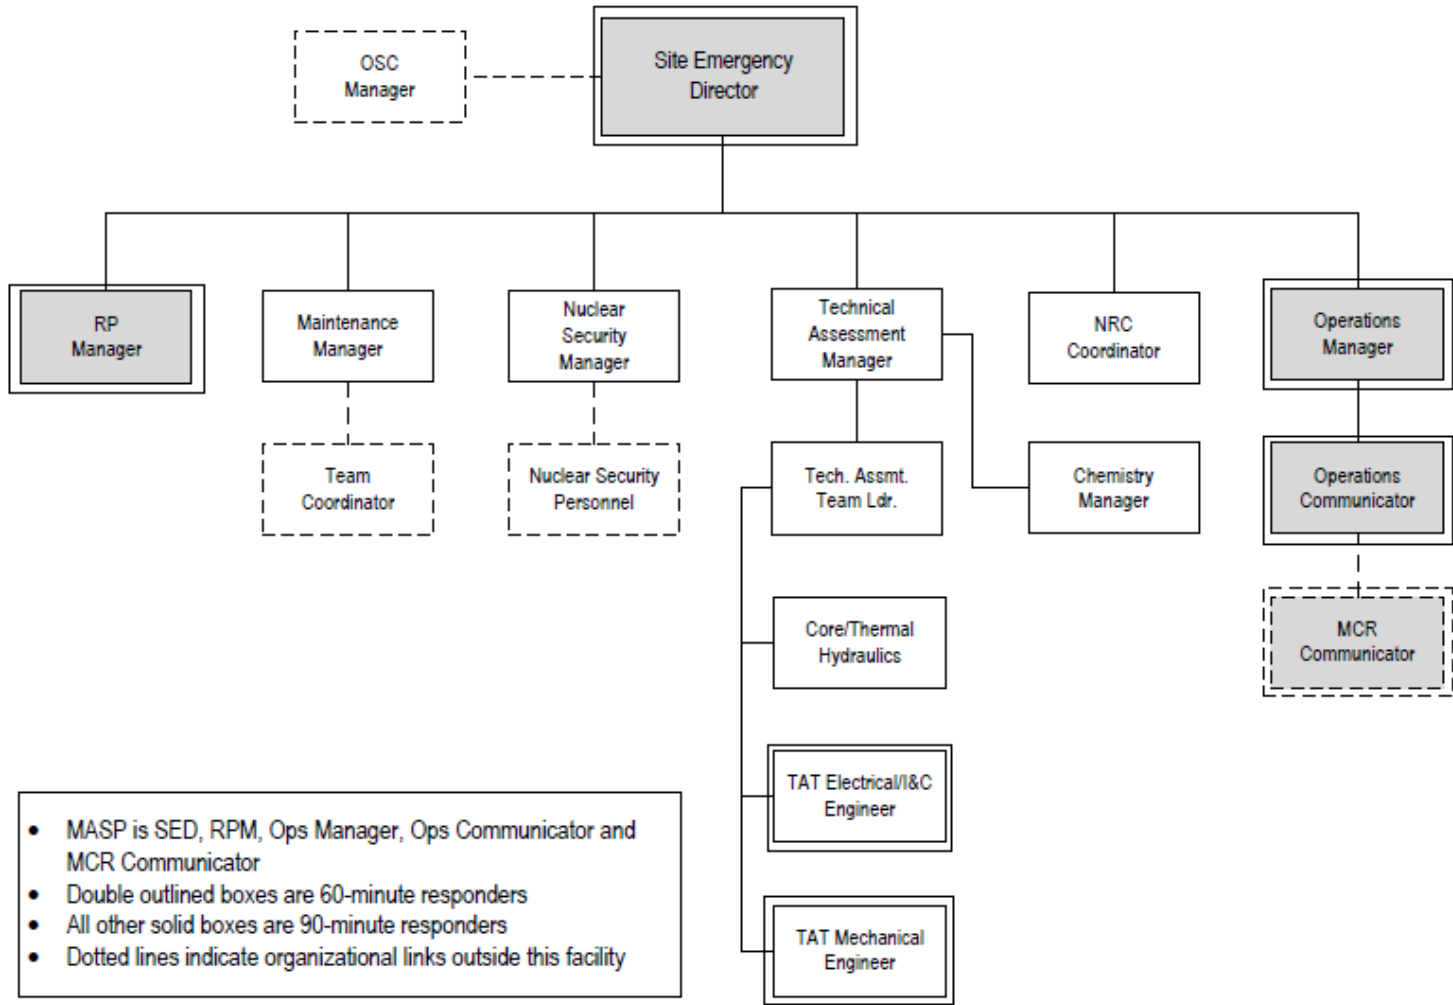 OSC
Manager
Site Emergency
Director
RP
Manager
Maintenance
Manager
Nuclear
Security
Manager
Technical
Assessment
Manager
NRC
Coordinator
Operations
Manager
Team
Coordinator
Nuclear Security
Personnel
Tech. Assmt.
Team Ldr.
Chemistry
Manager
Operations
Communicator
Core/Thermal
Hydraulics
MCR
Communicator
TAT Electrical/I&C
Engineer
TAT Mechanical
Engineer
• MASP is SED, RPM, Ops Manager, Ops Communicator and
MCR Communicator
• Double outlined boxes are 60-minute responders
• All other solid boxes are 90-minute responders
• Dotted lines indicate organizational links outside this facility